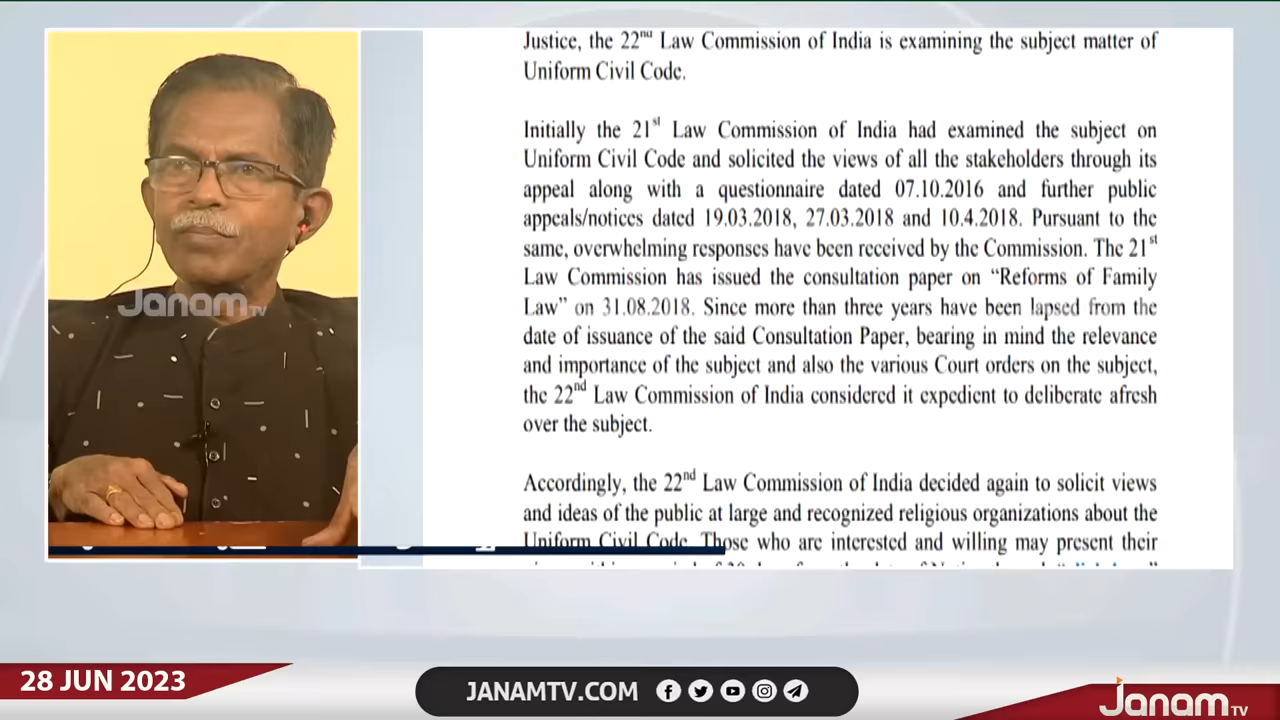 Justice, the 22nd Law Commission of India is examining the subject matter of
Uniform Civil Code.
Initially the 21st Law Commission of India had examined the subject on
Uniform Civil Code and solicited the views of all the stakeholders through its
appeal along with a questionnaire dated 07.10.2016 and further public
appeals/notices dated 19.03.2018, 27.03.2018 and 10.4.2018. Pursuant to the
same, overwhelming responses have been received by the Commission. The 21st
Law Commission has issued the consultation paper on “Reforms of Family
Law” on 31.08.2018. Since more than three years have been lapsed from the
date of issuance of the said Consultation Paper, bearing in mind the relevance
and importance of the subject and also the various Court orders on the subject,
the 22nd Law Commission of India considered it expedient to deliberate afresh
over the subject.
Accordingly, the 22nd Law Commission of India decided again to solicit views
and ideas of the public at large and recognized religious organizations about the
Uniform Civil Code. Those who are interested and willing may present their
Janam TV
28 JUN 2023
JANAMTV.COM
Janam TV